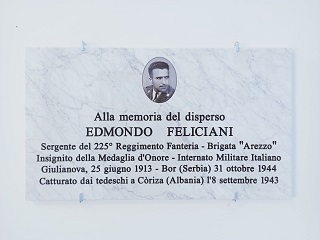 Alla memoria del disperso
EDMONDO FELICIANI
Sergente del 225° Reggimento Fanteria - Brigata "Arezzo"
Insignito della Medaglia d'Onore - Internato Militare Italiano
Giulianova, 25 giugno 1913 - Bor (Serbia) 31 ottobre 1944
Catturato dai tedeschi a Còriza (Albania) l'8 settembre 1943